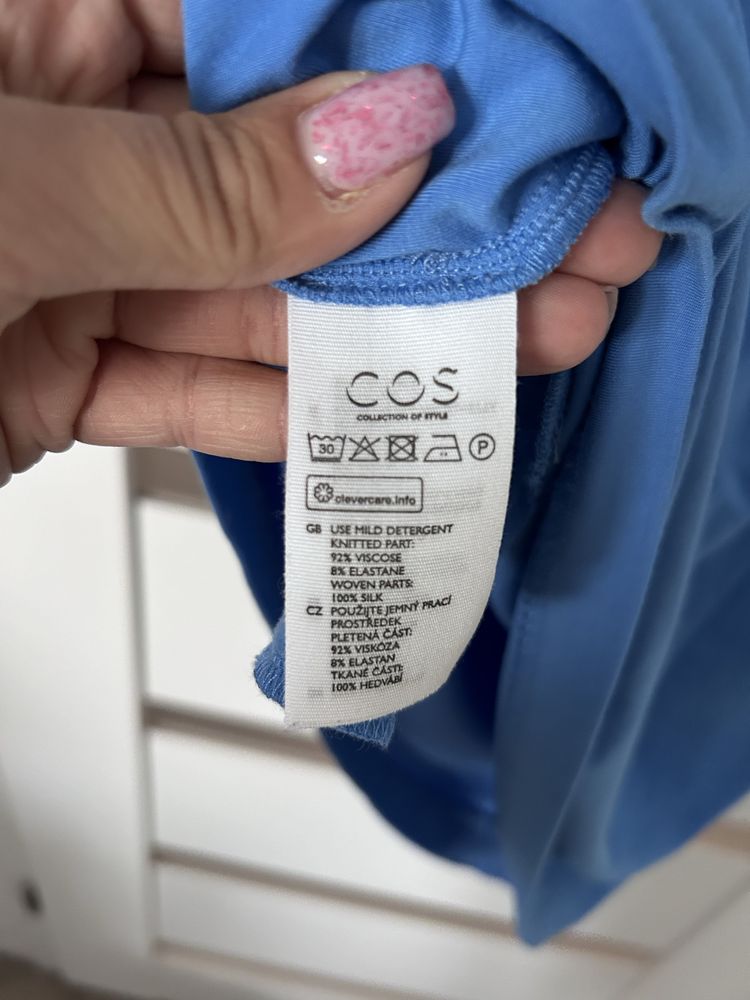 COS
COLLECTION OF STYLE
30
P
clevercare.info
GB USE MILD DETERGENT
KNITTED PART:
92% VISCOSE
8% ELASTANE
WOVEN PARTS:
100% SILK
CZ POUŽIJTE JEMNÝ PRACÍ
PROSTŘEDEK
PLETENÁ ČÁST:
92% VISKÓZA
8% ELASTAN
TKANÉ ČÁSTI:
100% HEDVÁBÍ